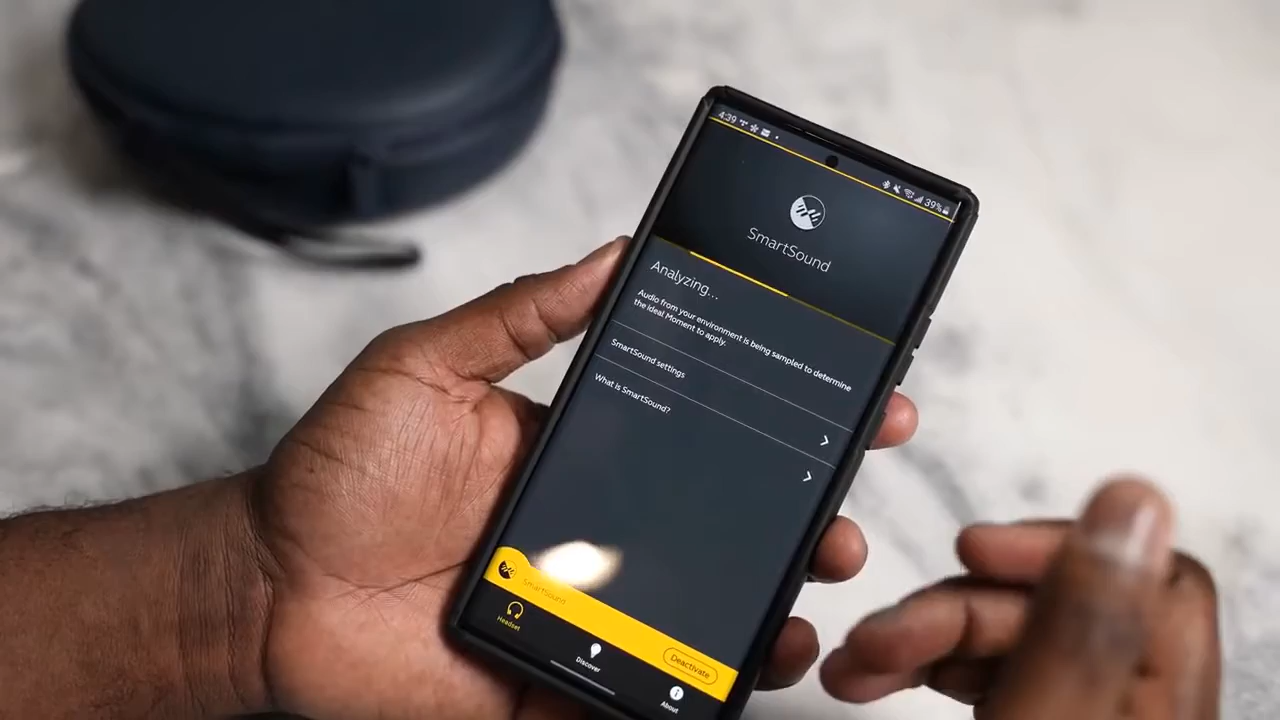 4:39
39%
SmartSound
Analyzing...
Audio from your environment is being sampled to determine
the ideal Moment to apply.
SmartSound settings
What is SmartSound?
SmartSound
Deactivate
Headset
Discover
About